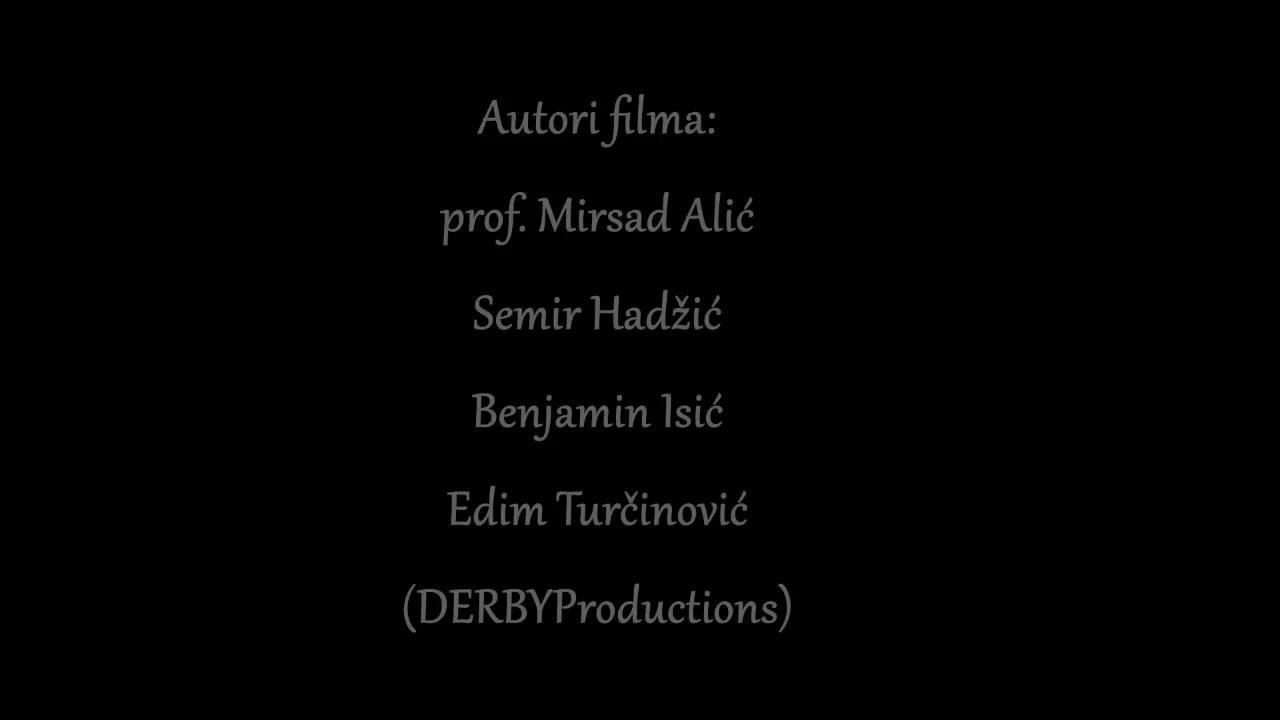 Autori filma:
prof. Mirsad Alić
Semir Hadžić
Benjamin Isić
Edim Turčinović
(DERBYProductions)